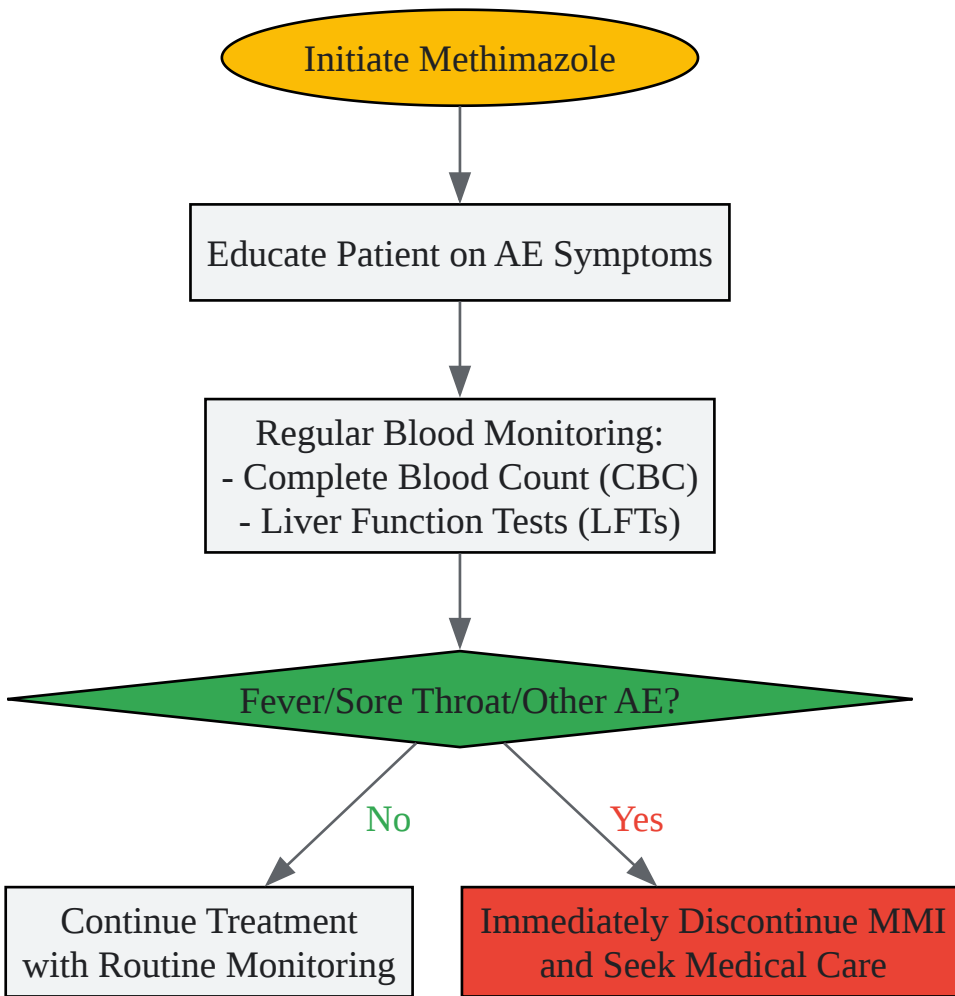 Initiate Methimazole
Educate Patient on AE Symptoms
Regular Blood Monitoring:
- Complete Blood Count (CBC)
- Liver Function Tests (LFTs)
Fever/Sore Throat/Other AE?
No
Yes
Continue Treatment
with Routine Monitoring
Immediately Discontinue MMI
and Seek Medical Care